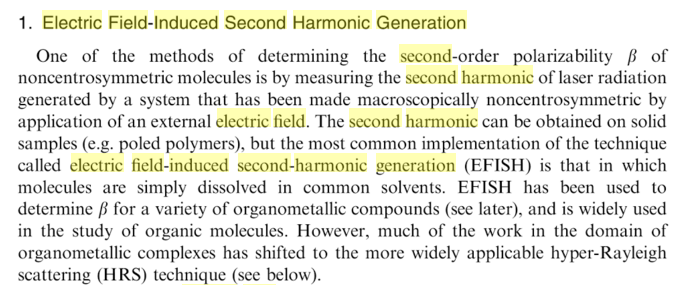 1. Electric Field-Induced Second Harmonic Generation
One of the methods of determining the second-order polarizability β of
noncentrosymmetric molecules is by measuring the second harmonic of laser radiation
generated by a system that has been made macroscopically noncentrosymmetric by
application of an external electric field. The second harmonic can be obtained on solid
samples (e.g. poled polymers), but the most common implementation of the technique
called electric field-induced second-harmonic generation (EFISH) is that in which
molecules are simply dissolved in common solvents. EFISH has been used to
determine β for a variety of organometallic compounds (see later), and is widely used
in the study of organic molecules. However, much of the work in the domain of
organometallic complexes has shifted to the more widely applicable hyper-Rayleigh
scattering (HRS) technique (see below).